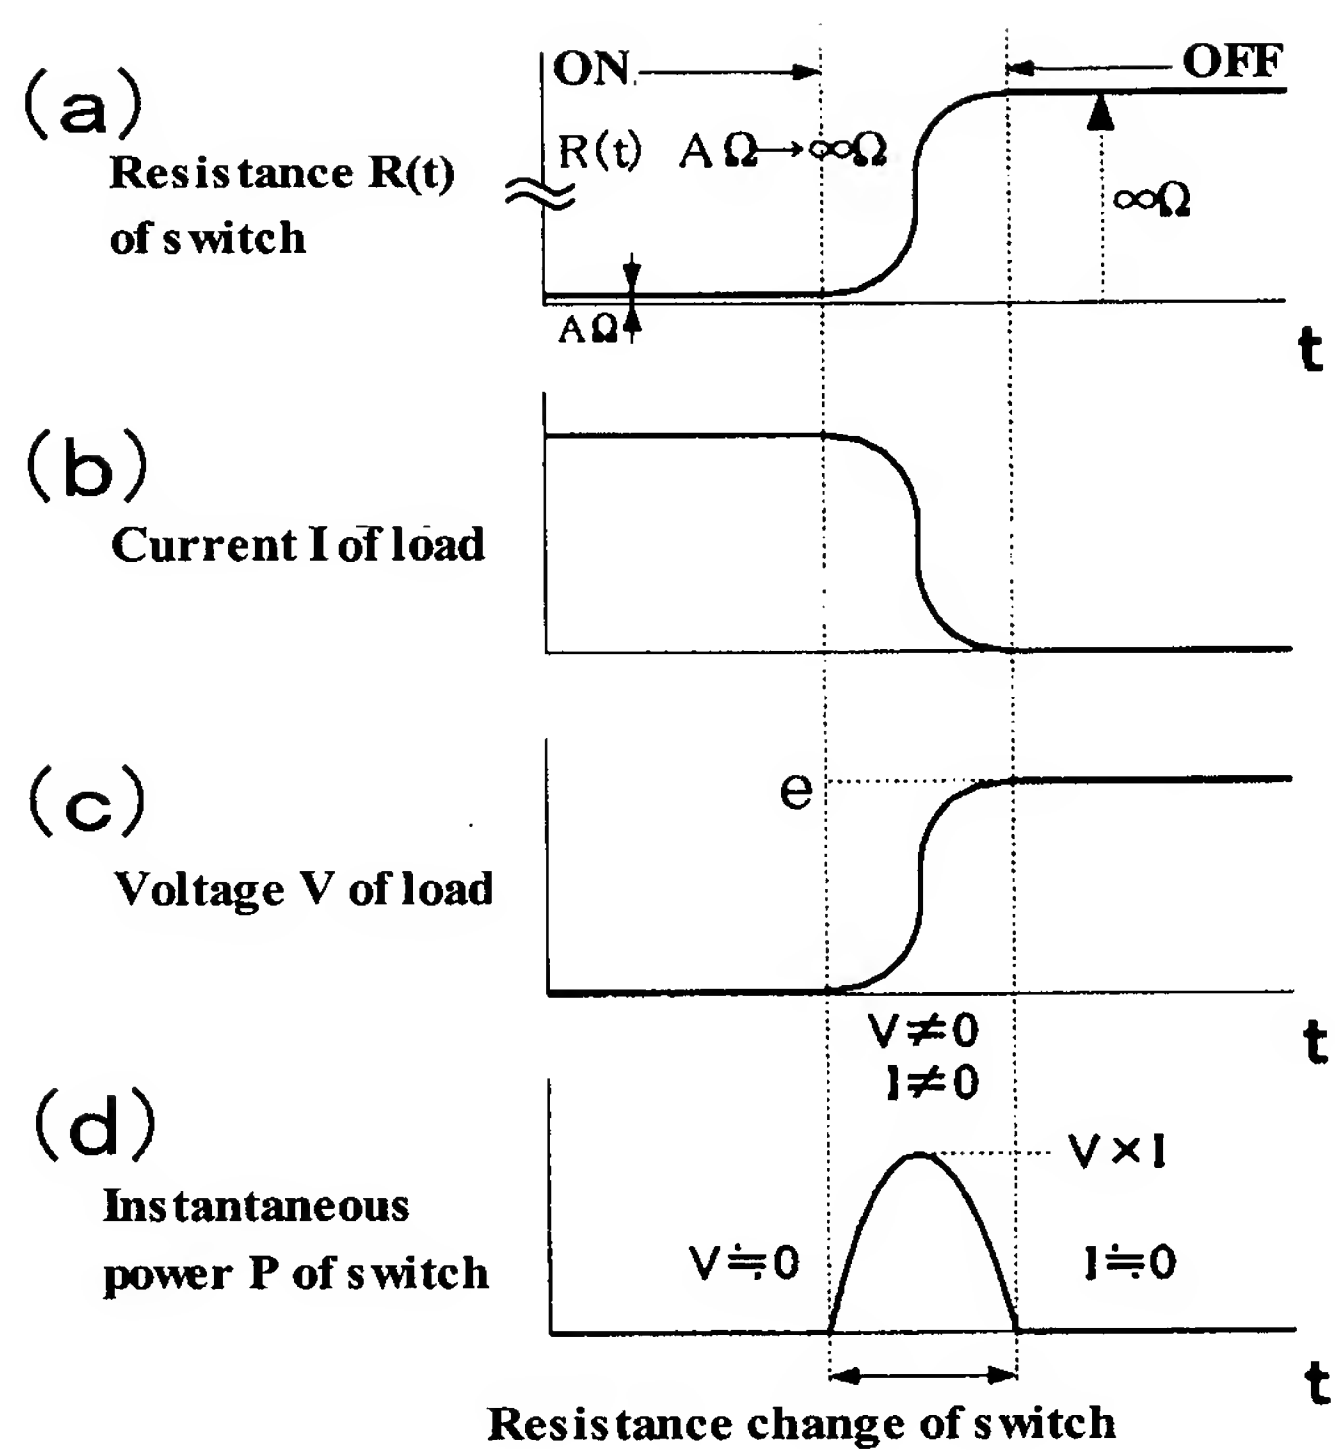 (a)
ON
OFF
R(t) AΩ→∞Ω
Resistance R(t)
of switch
∞Ω
AΩ
t
(b)
Current I of load
(c)
e
Voltage V of load
V≠0
t
I≠0
(d)
V×I
Instantaneous
power P of switch
V≒0
I≒0
t
Resistance change of switch